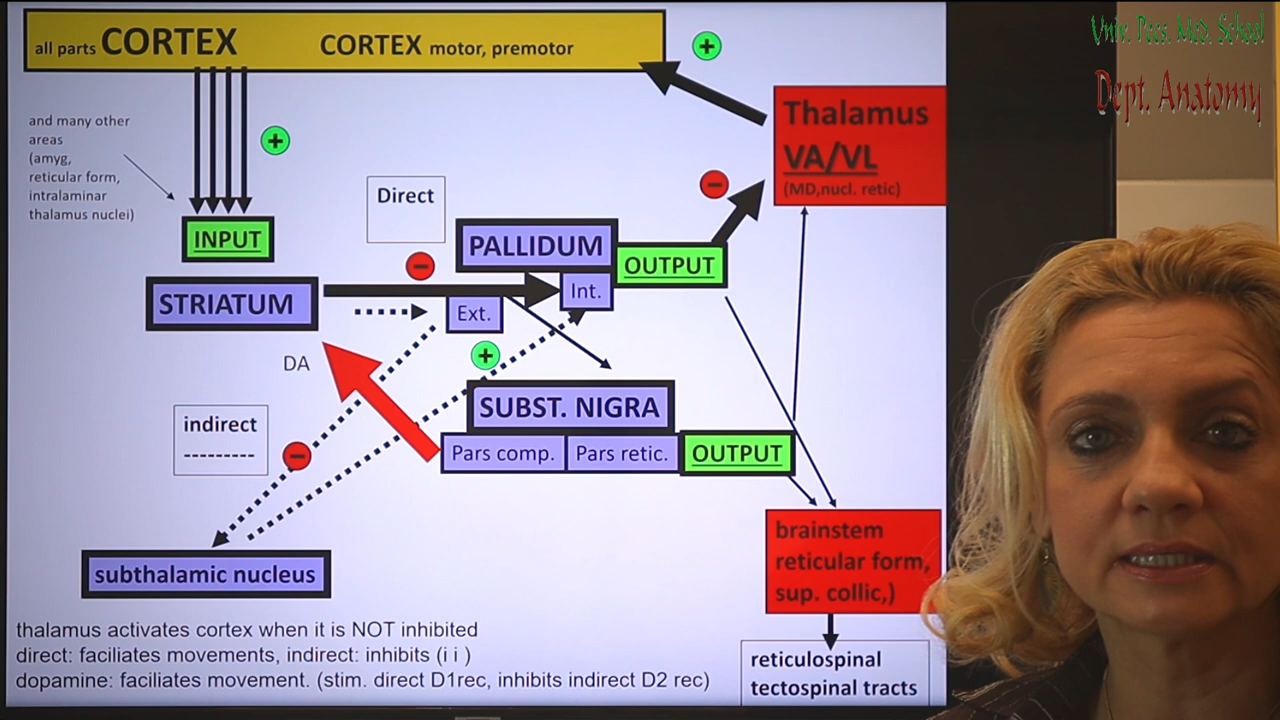 all parts CORTEX CORTEX motor, premotor
Univ. Pecs. Med. School
Dept. Anatomy
+
Thalamus
VA/VL
(MD,nucl. retic)
and many other
areas
(amyg,
reticular form,
intralaminar
thalamus nuclei)
+
−
Direct
INPUT
PALLIDUM
OUTPUT
−
Int.
STRIATUM
Ext.
+
DA
SUBST. NIGRA
indirect
Pars comp. Pars retic. OUTPUT
−
brainstem
reticular form,
sup. collic,)
subthalamic nucleus
thalamus activates cortex when it is NOT inhibited
direct: faciliates movements, indirect: inhibits (i i )
dopamine: faciliates movement. (stim. direct D1rec, inhibits indirect D2 rec)
reticulospinal
tectospinal tracts